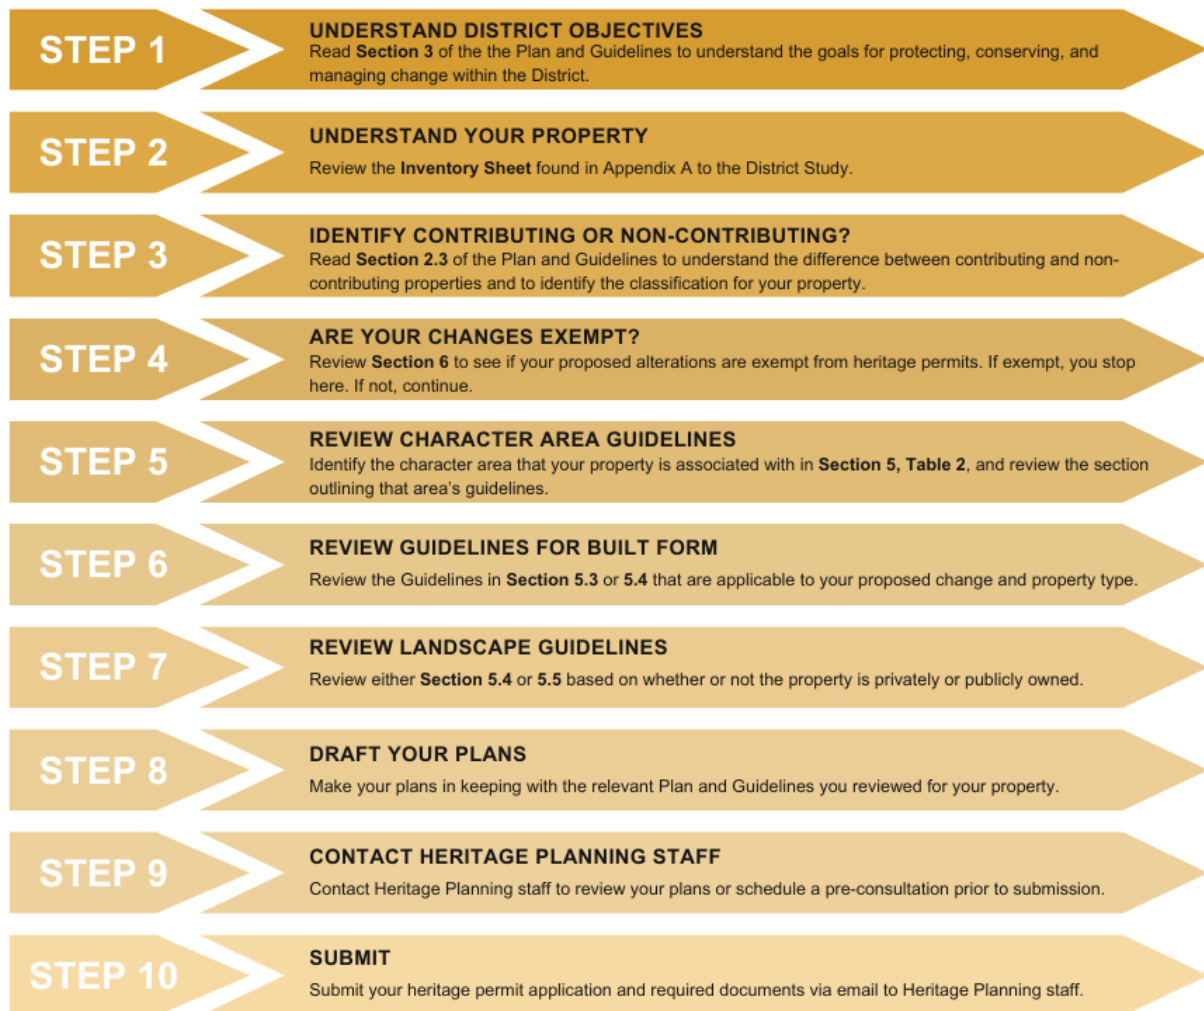 STEP 1
UNDERSTAND DISTRICT OBJECTIVES
Read Section 3 of the the Plan and Guidelines to understand the goals for protecting, conserving, and
managing change within the District.
STEP 2
UNDERSTAND YOUR PROPERTY
Review the Inventory Sheet found in Appendix A to the District Study.
STEP 3
IDENTIFY CONTRIBUTING OR NON-CONTRIBUTING?
Read Section 2.3 of the Plan and Guidelines to understand the difference between contributing and non-
contributing properties and to identify the classification for your property.
STEP 4
ARE YOUR CHANGES EXEMPT?
Review Section 6 to see if your proposed alterations are exempt from heritage permits. If exempt, you stop
here. If not, continue.
STEP 5
REVIEW CHARACTER AREA GUIDELINES
Identify the character area that your property is associated with in Section 5, Table 2, and review the section
outlining that area's guidelines.
STEP 6
REVIEW GUIDELINES FOR BUILT FORM
Review the Guidelines in Section 5.3 or 5.4 that are applicable to your proposed change and property type.
STEP 7
REVIEW LANDSCAPE GUIDELINES
Review either Section 5.4 or 5.5 based on whether or not the property is privately or publicly owned.
STEP 8
DRAFT YOUR PLANS
Make your plans in keeping with the relevant Plan and Guidelines you reviewed for your property.
STEP 9
CONTACT HERITAGE PLANNING STAFF
Contact Heritage Planning staff to review your plans or schedule a pre-consultation prior to submission.
STEP 10
SUBMIT
Submit your heritage permit application and required documents via email to Heritage Planning staff.